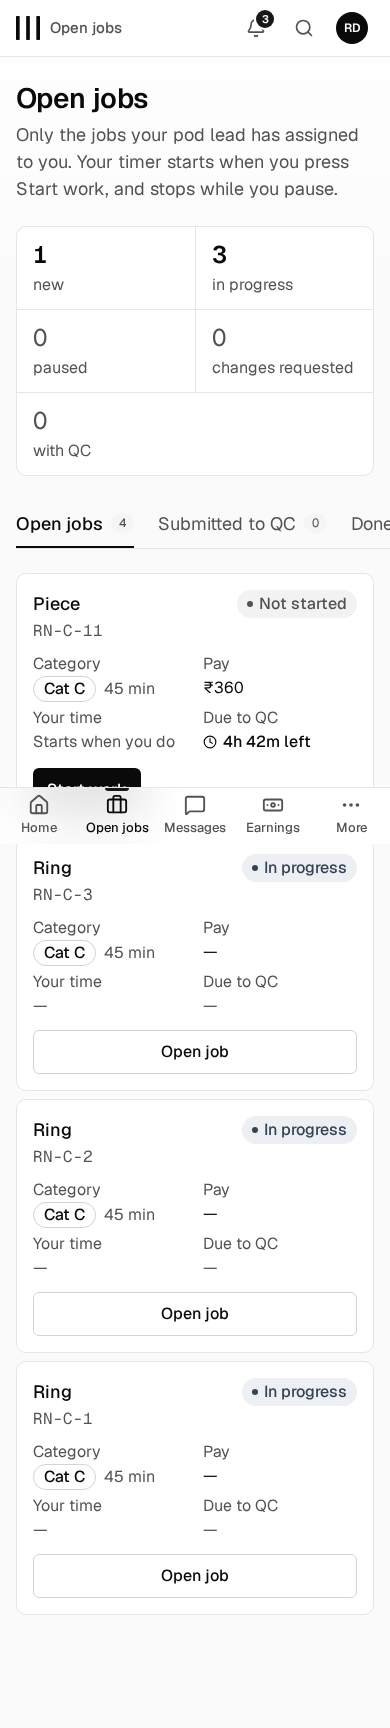 Open jobs
3
RD
Open jobs
Only the jobs your pod lead has assigned
to you. Your timer starts when you press
Start work, and stops while you pause.
1
new
3
in progress
0
paused
0
changes requested
0
with QC
Open jobs 4
Submitted to QC 0
Done
Piece
Not started
RN-C-11
Category
Pay
Cat C 45 min
₹360
Your time
Due to QC
Starts when you do
4h 42m left
Start work
Home
Open jobs
Messages
Earnings
More
Ring
In progress
RN-C-3
Category
Pay
Cat C 45 min
—
Your time
Due to QC
—
—
Open job
Ring
In progress
RN-C-2
Category
Pay
Cat C 45 min
—
Your time
Due to QC
—
—
Open job
Ring
In progress
RN-C-1
Category
Pay
Cat C 45 min
—
Your time
Due to QC
—
—
Open job